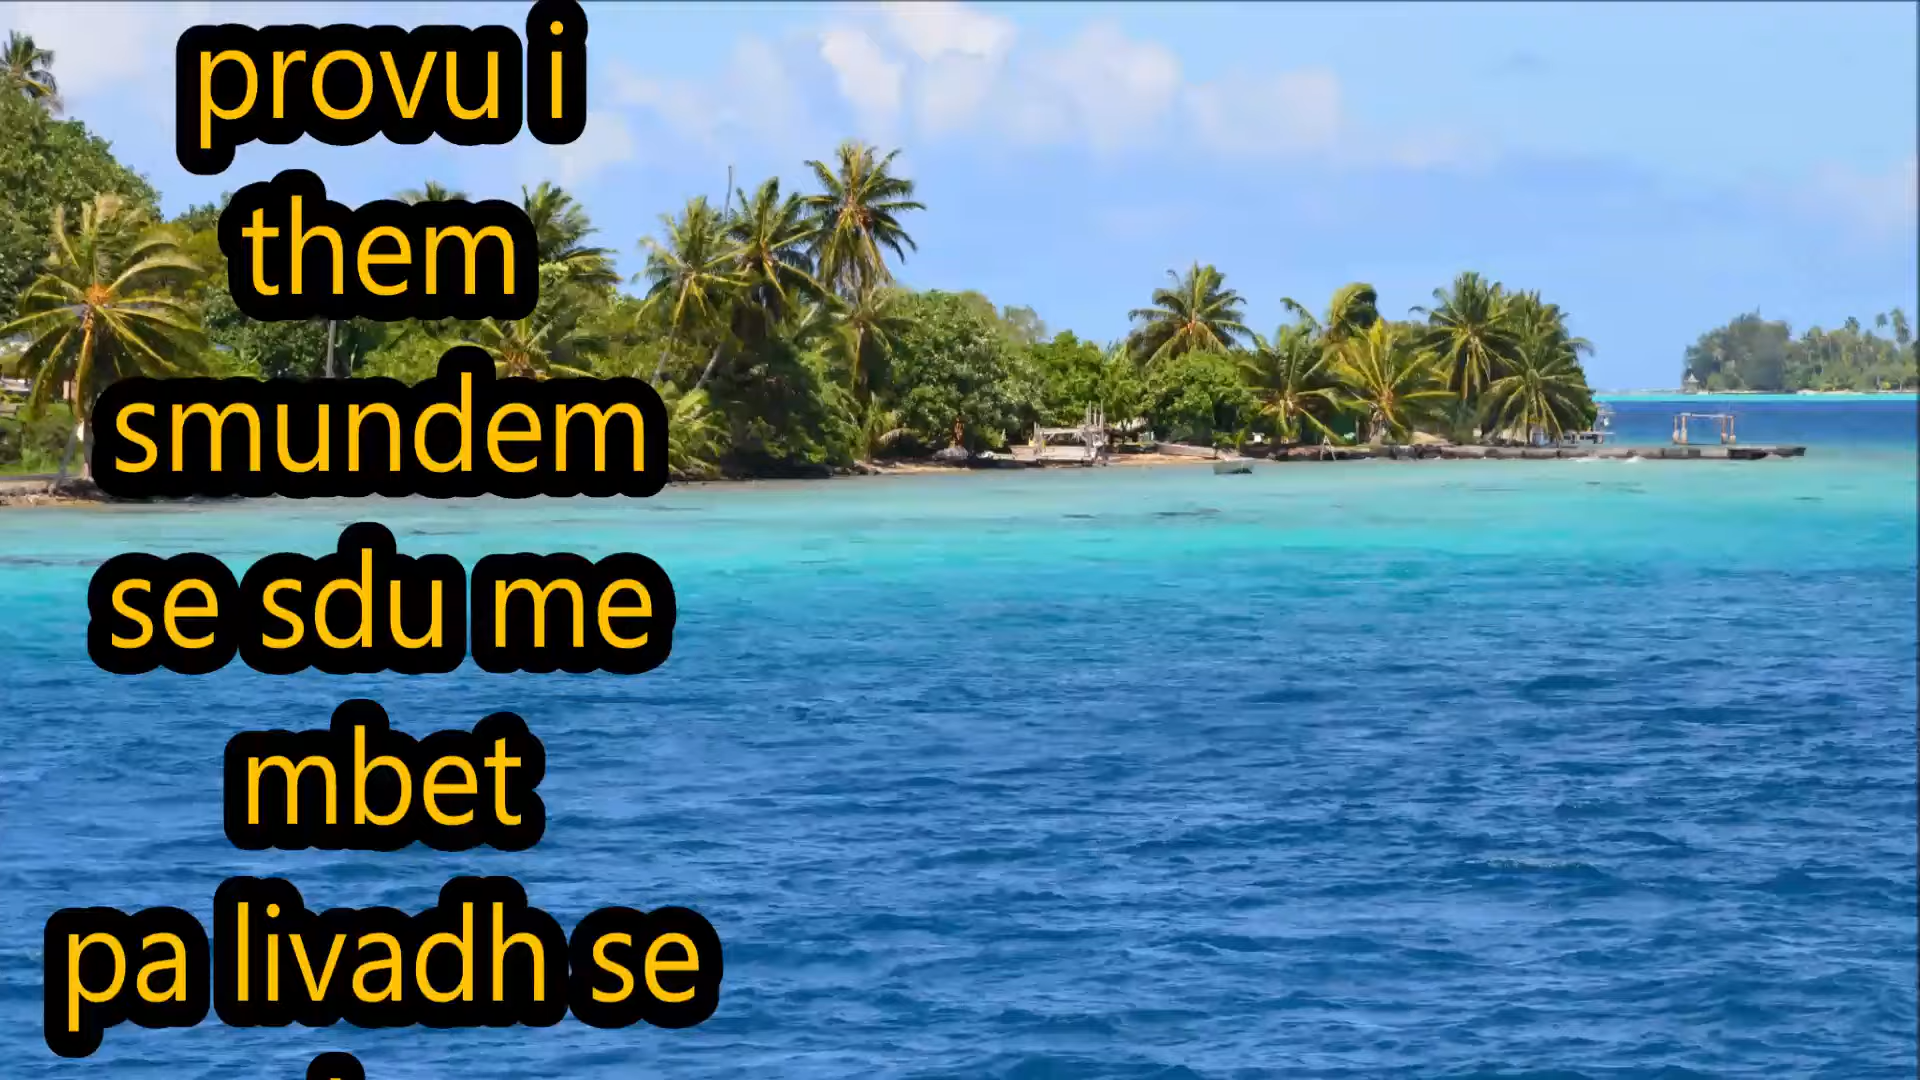 provu i
them
smundem
se sdu me
mbet
pa livadh se